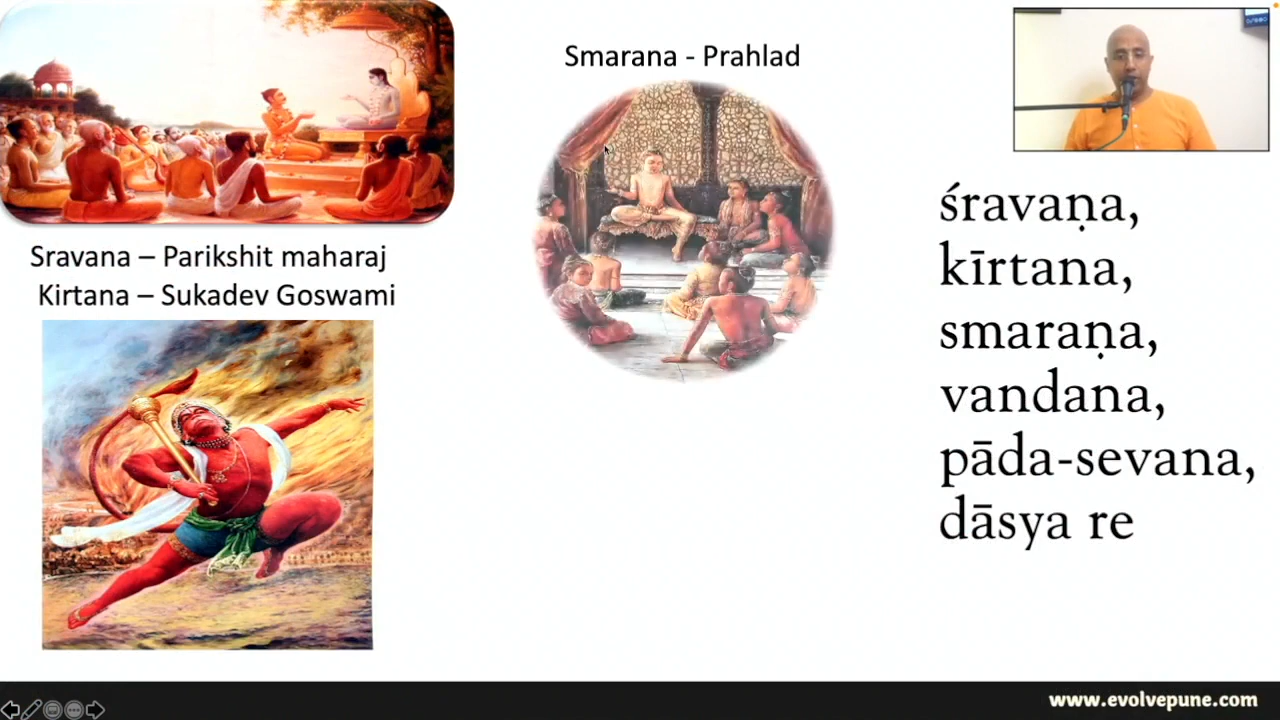 Sravana – Parikshit maharaj
Kirtana – Sukadev Goswami
Smarana - Prahlad
śravaṇa,
kīrtana,
smaraṇa,
vandana,
pāda-sevana,
dāsya re
www.evolvepune.com